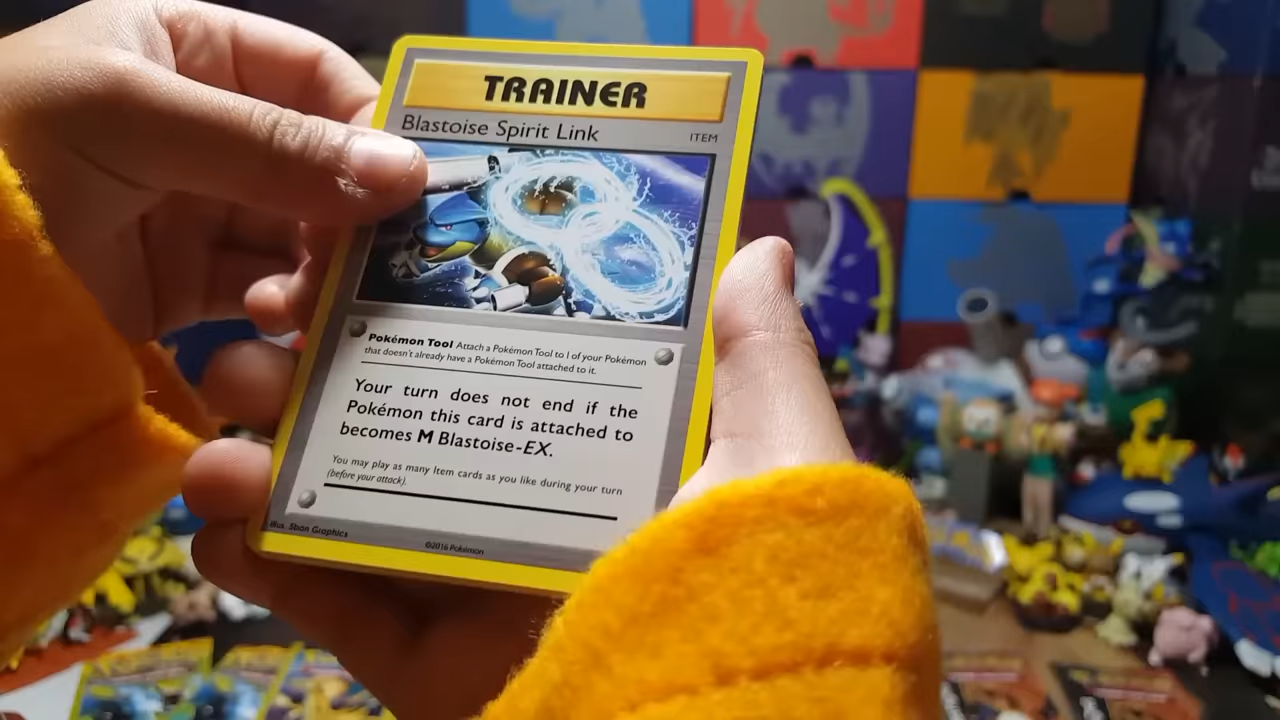 TRAINER
Blastoise Spirit Link
ITEM
Pokémon Tool Attach a Pokémon Tool to 1 of your Pokémon
that doesn't already have a Pokémon Tool attached to it.
Your turn does not end if the
Pokémon this card is attached to
becomes M Blastoise-EX.
You may play as many Item cards as you like during your turn
(before your attack).
Illus. 5ban Graphics
©2016 Pokémon